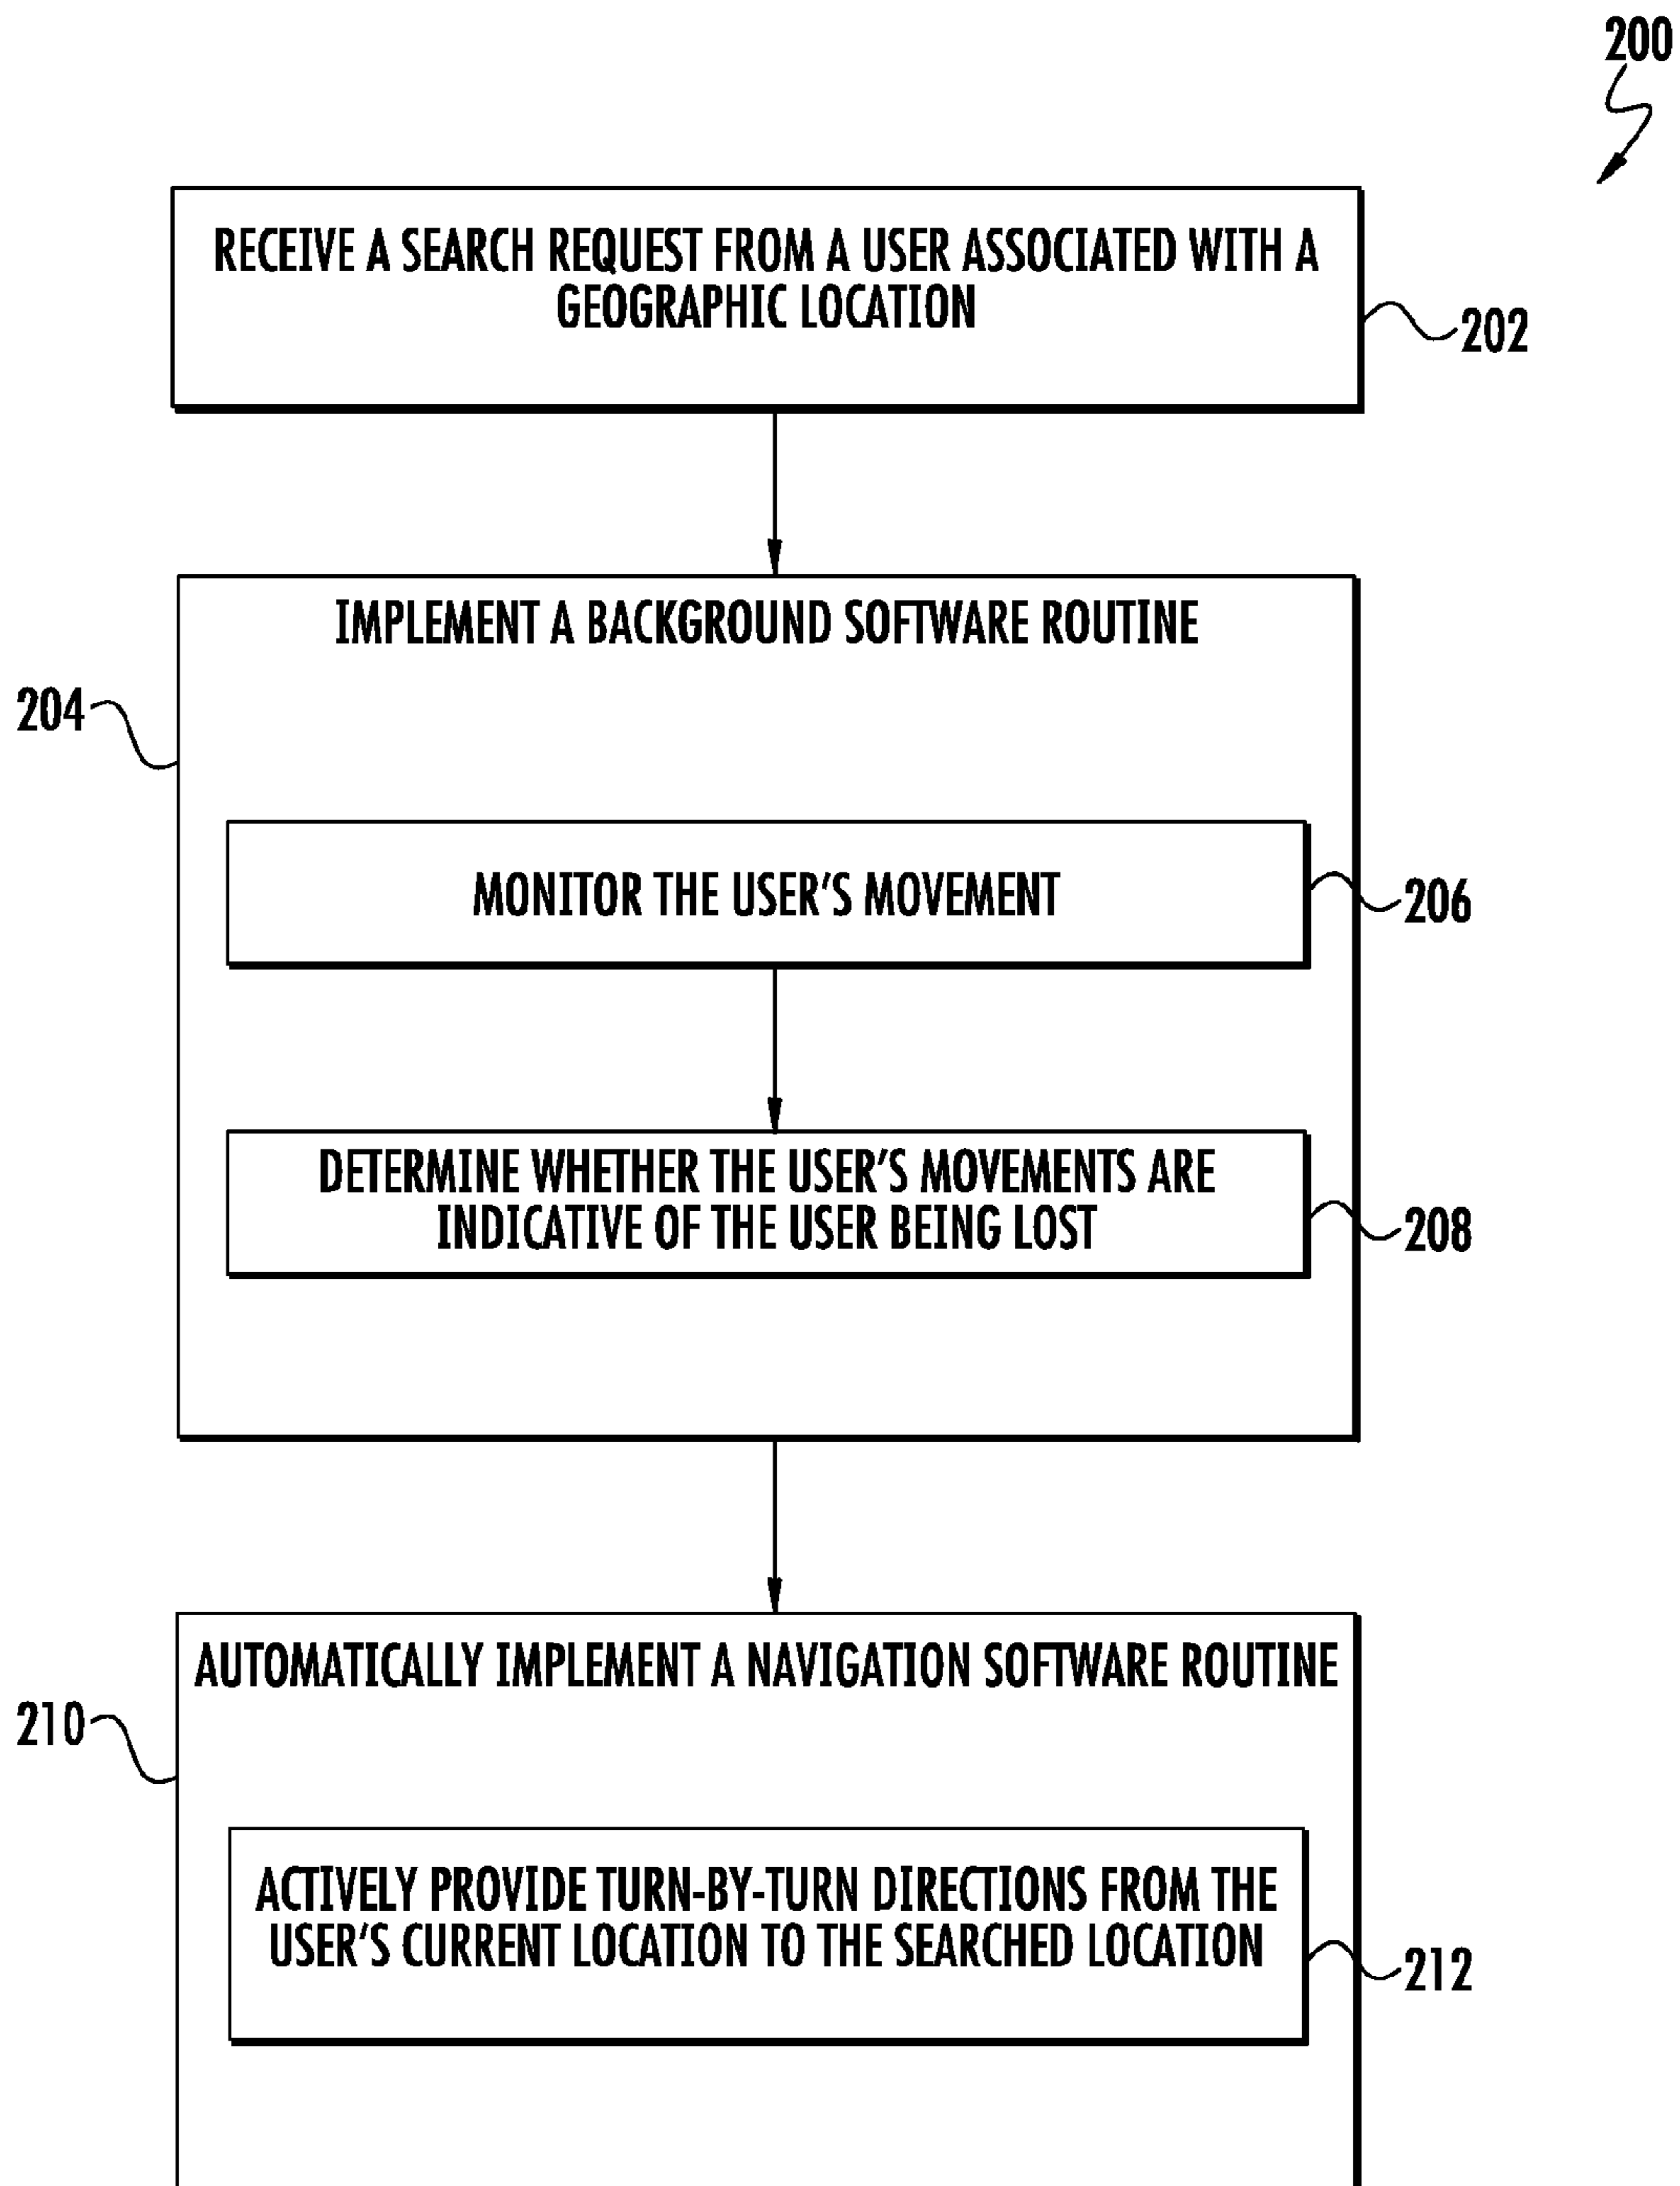 200
RECEIVE A SEARCH REQUEST FROM A USER ASSOCIATED WITH A
GEOGRAPHIC LOCATION
202
IMPLEMENT A BACKGROUND SOFTWARE ROUTINE
204
MONITOR THE USER'S MOVEMENT
206
DETERMINE WHETHER THE USER'S MOVEMENTS ARE
INDICATIVE OF THE USER BEING LOST
208
AUTOMATICALLY IMPLEMENT A NAVIGATION SOFTWARE ROUTINE
210
ACTIVELY PROVIDE TURN-BY-TURN DIRECTIONS FROM THE
USER'S CURRENT LOCATION TO THE SEARCHED LOCATION
212